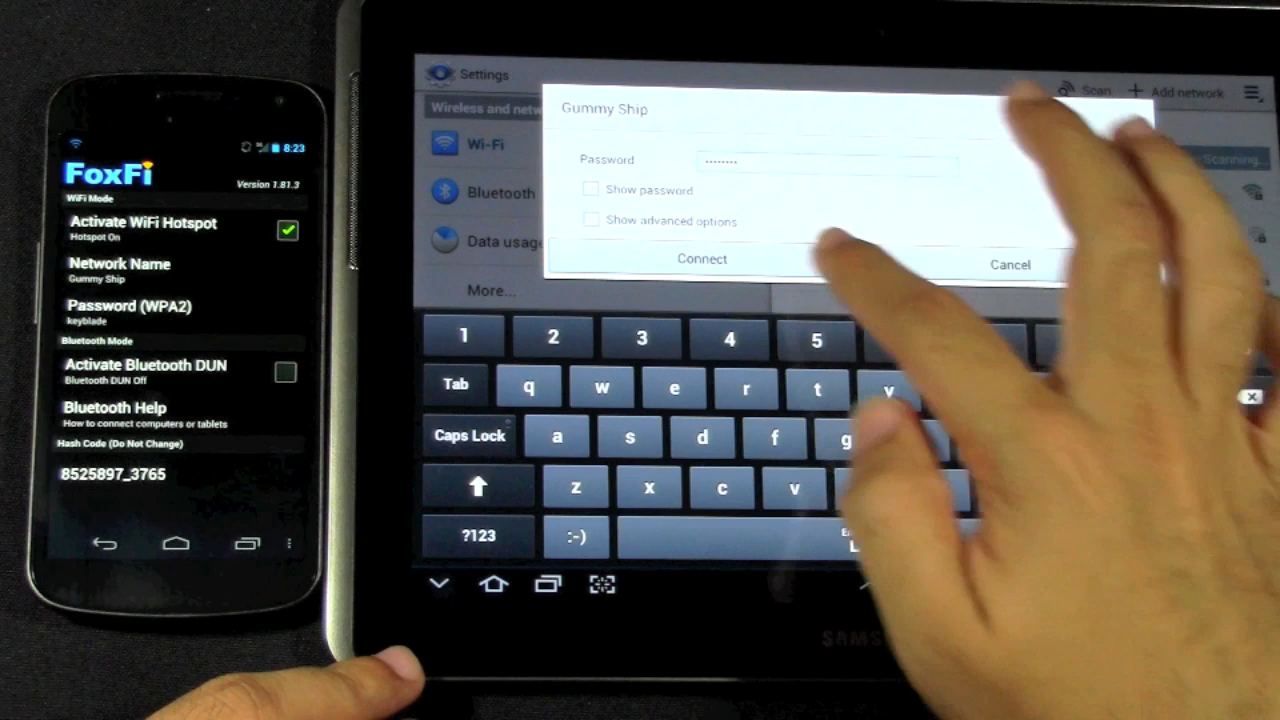 8:23
FoxFi
Version 1.81.3
WiFi Mode
Activate WiFi Hotspot
Hotspot On
Network Name
Gummy Ship
Password (WPA2)
keyblade
Bluetooth Mode
Activate Bluetooth DUN
Bluetooth DUN Off
Bluetooth Help
How to connect computers or tablets
Hash Code (Do Not Change)
8525897_3765
Settings
Scan
Add network
Wireless and netw
Wi-Fi
Bluetooth
Data usage
More...
Scanning...
Gummy Ship
Password
••••••••
Show password
Show advanced options
Connect
Cancel
1 2 3 4 5
Tab q w e r t y
Caps Lock a s d f g
z x c v
?123 :-)
SAMS